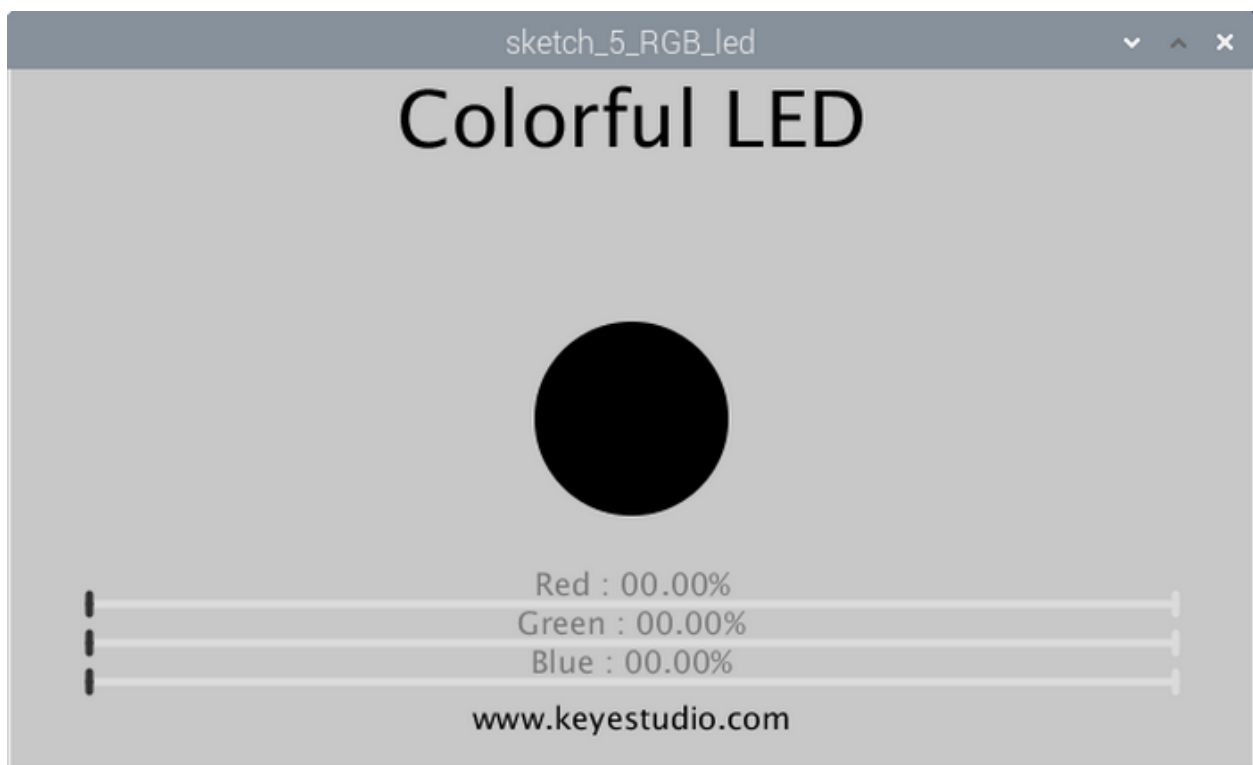 sketch_5_RGB_led
Colorful LED
Red : 00.00%
Green : 00.00%
Blue : 00.00%
www.keyestudio.com